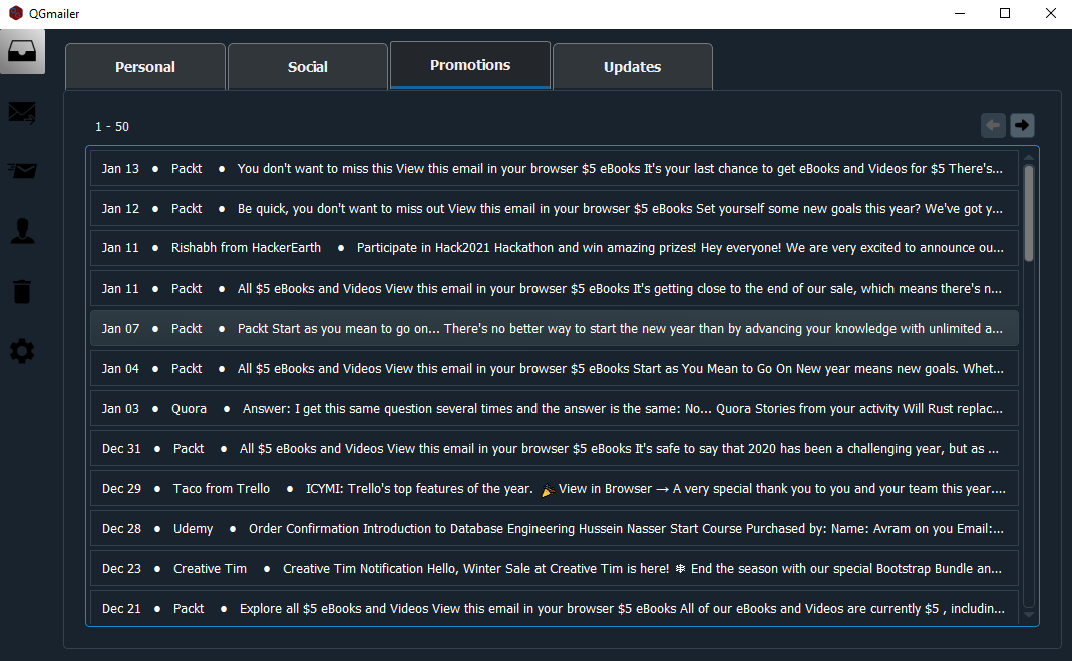 QGmailer
Personal Social Promotions Updates
1 - 50
Jan 13 ● Packt ● You don't want to miss this View this email in your browser $5 eBooks It's your last chance to get eBooks and Videos for $5 There's...
Jan 12 ● Packt ● Be quick, you don't want to miss out View this email in your browser $5 eBooks Set yourself some new goals this year? We've got y...
Jan 11 ● Rishabh from HackerEarth ● Participate in Hack2021 Hackathon and win amazing prizes! Hey everyone! We are very excited to announce ou...
Jan 11 ● Packt ● All $5 eBooks and Videos View this email in your browser $5 eBooks It's getting close to the end of our sale, which means there's n...
Jan 07 ● Packt ● Packt Start as you mean to go on... There's no better way to start the new year than by advancing your knowledge with unlimited a...
Jan 04 ● Packt ● All $5 eBooks and Videos View this email in your browser $5 eBooks Start as You Mean to Go On New year means new goals. Whet...
Jan 03 ● Quora ● Answer: I get this same question several times and the answer is the same: No... Quora Stories from your activity Will Rust replac...
Dec 31 ● Packt ● All $5 eBooks and Videos View this email in your browser $5 eBooks It's safe to say that 2020 has been a challenging year, but as ...
Dec 29 ● Taco from Trello ● ICYMI: Trello's top features of the year. 🎉 View in Browser → A very special thank you to you and your team this year....
Dec 28 ● Udemy ● Order Confirmation Introduction to Database Engineering Hussein Nasser Start Course Purchased by: Name: Avram on you Email:...
Dec 23 ● Creative Tim ● Creative Tim Notification Hello, Winter Sale at Creative Tim is here! ❄ End the season with our special Bootstrap Bundle an...
Dec 21 ● Packt ● Explore all $5 eBooks and Videos View this email in your browser $5 eBooks All of our eBooks and Videos are currently $5 , includin...